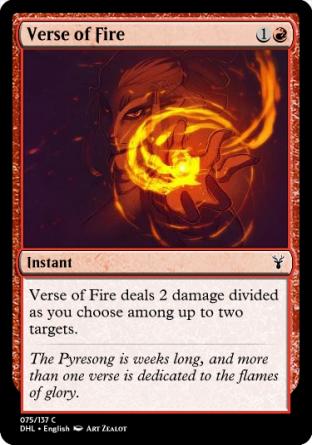 Verse of Fire 1
Instant
Verse of Fire deals 2 damage divided
as you choose among up to two
targets.
The Pyresong is weeks long, and more
than one verse is dedicated to the flames
of glory.
075/137 C
DHL • English Art Zealot